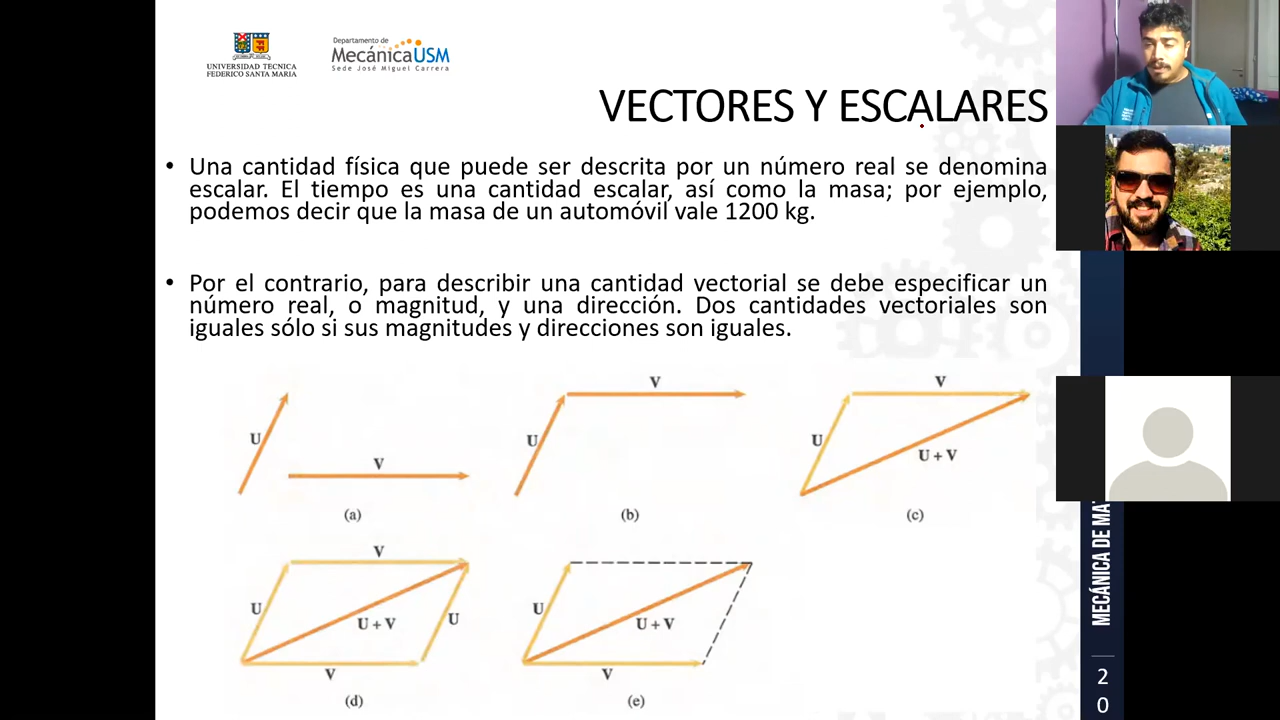 UNIVERSIDAD TECNICA
FEDERICO SANTA MARIA
Departamento de
MecánicaUSM
Sede José Miguel Carrera
VECTORES Y ESCALARES
• Una cantidad física que puede ser descrita por un número real se denomina
escalar. El tiempo es una cantidad escalar, así como la masa; por ejemplo,
podemos decir que la masa de un automóvil vale 1200 kg.
• Por el contrario, para describir una cantidad vectorial se debe especificar un
número real, o magnitud, y una dirección. Dos cantidades vectoriales son
iguales sólo si sus magnitudes y direcciones son iguales.
U
V
(a)
U
V
(b)
U
V
U + V
(c)
V
U
U + V
U
V
(d)
U
U + V
V
(e)
MECÁNICA DE
2
0